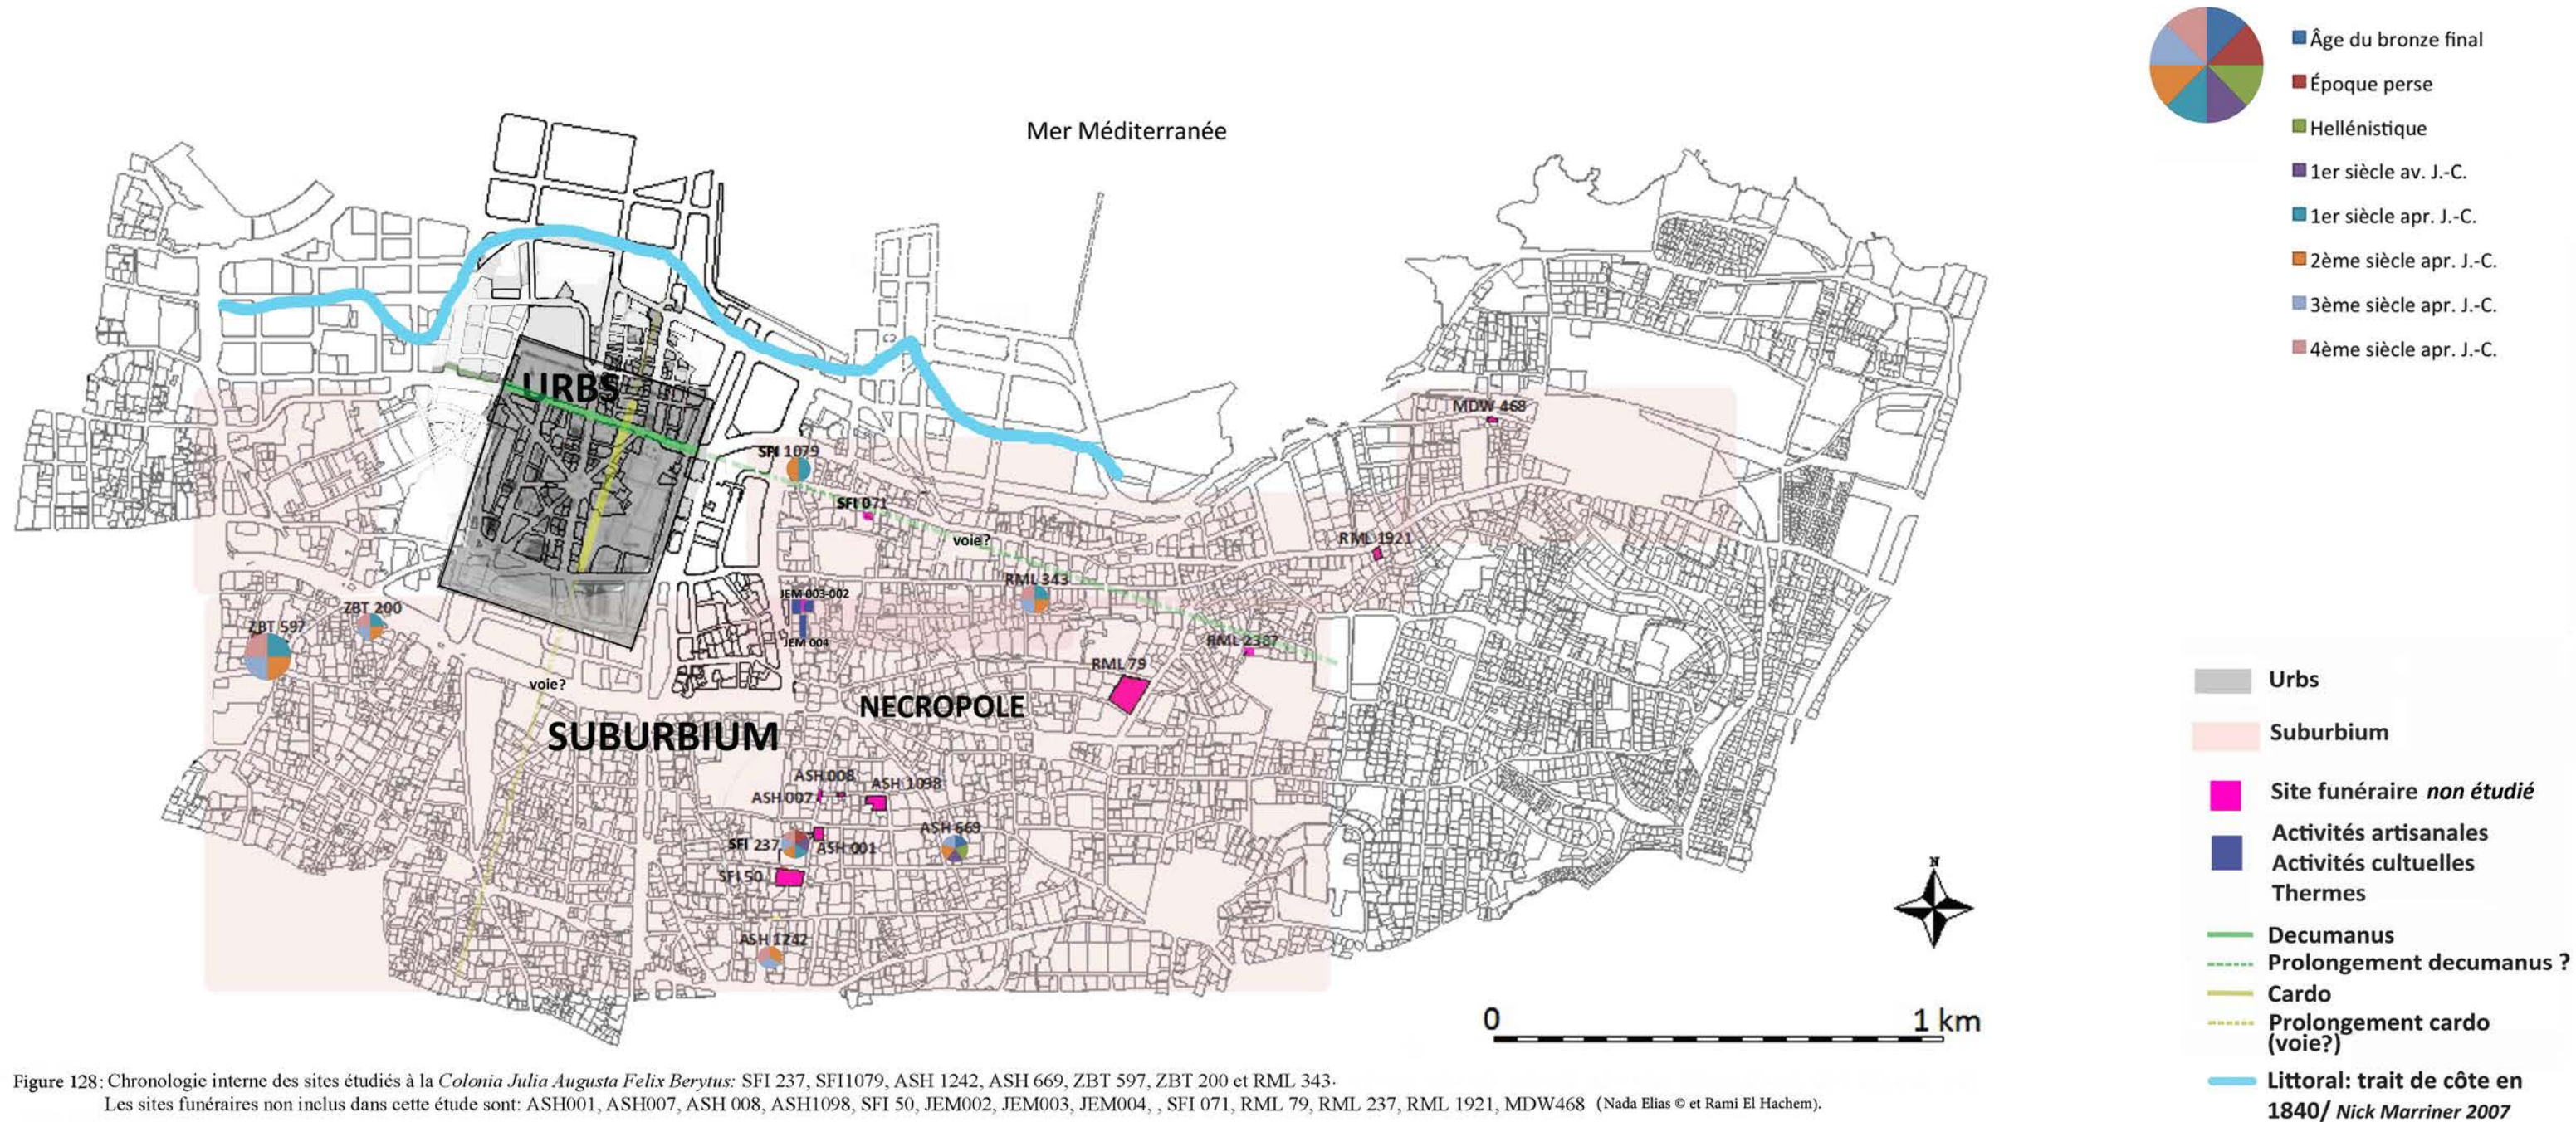 Âge du bronze final
Époque perse
Mer Méditerranée
Hellénistique
1er siècle av. J.-C.
1er siècle apr. J.-C.
2ème siècle apr. J.-C.
3ème siècle apr. J.-C.
4ème siècle apr. J.-C.
URBS
MDW 468
SFI 1079
SFI 071
voie?
RML 1921
RML 343
JEM 003-002
ZBT 200
ZBT 597
JEM 004
RML 2387
RML 79
voie?
NECROPOLE
SUBURBIUM
ASH 008
ASH 1098
ASH 007
ASH 669
SFI 237
ASH 001
SFI 50
ASH 1242
Urbs
Suburbium
Site funéraire non étudié
Activités artisanales
Activités cultuelles
Thermes
N
Decumanus
Prolongement decumanus ?
Cardo
Prolongement cardo
(voie?)
Littoral: trait de côte en
1840/ Nick Marriner 2007
0 1 km
Figure 128: Chronologie interne des sites étudiés à la Colonia Julia Augusta Felix Berytus: SFI 237, SFI1079, ASH 1242, ASH 669, ZBT 597, ZBT 200 et RML 343.
Les sites funéraires non inclus dans cette étude sont: ASH001, ASH007, ASH 008, ASH1098, SFI 50, JEM002, JEM003, JEM004, , SFI 071, RML 79, RML 237, RML 1921, MDW468 (Nada Elias © et Rami El Hachem).